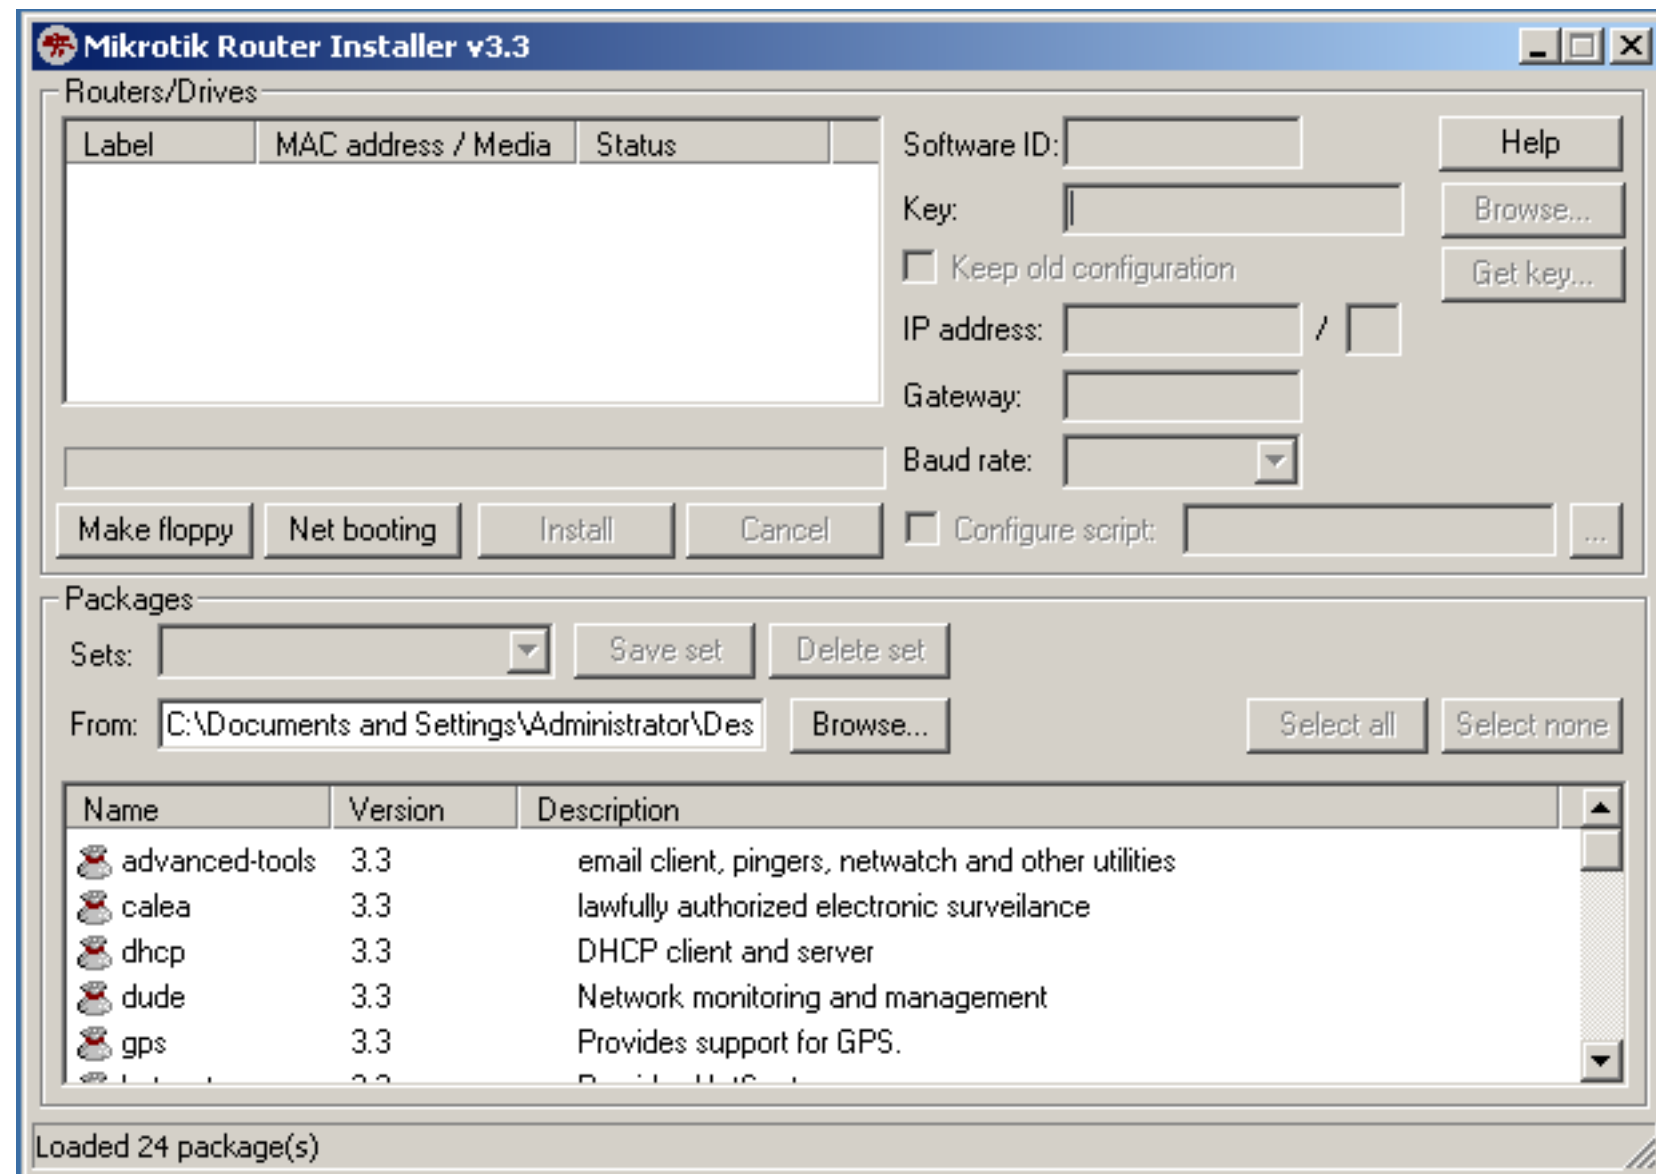 Mikrotik Router Installer v3.3
Routers/Drives
Label MAC address / Media Status
Software ID:
Help
Key:
Browse...
Keep old configuration
Get key...
IP address: /
Gateway:
Baud rate:
Make floppy Net booting Install Cancel
Configure script: ...
Packages
Sets: Save set Delete set
From: C:\Documents and Settings\Administrator\Des Browse... Select all Select none
Name Version Description
advanced-tools 3.3 email client, pingers, netwatch and other utilities
calea 3.3 lawfully authorized electronic surveilance
dhcp 3.3 DHCP client and server
dude 3.3 Network monitoring and management
gps 3.3 Provides support for GPS.
Loaded 24 package(s)